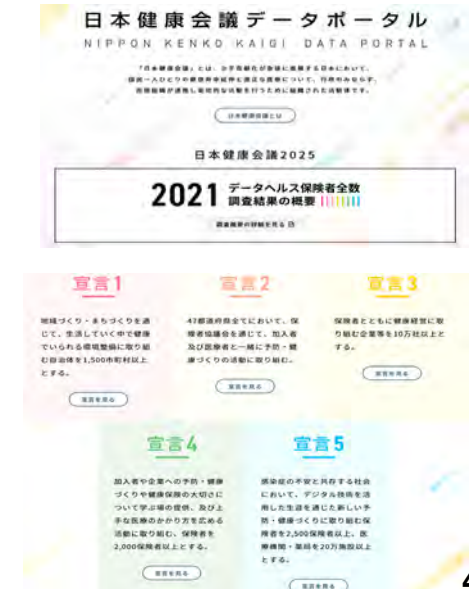 日本健康会議データポータル
NIPPON KENKO KAIGI DATA PORTAL
「日本健康会議」とは、少子高齢化が急速に進展する日本において、
国民一人ひとりの健康寿命延伸と適正な医療について、行政のみならず、
民間組織が連携し実効的な活動を行うために組織された活動体です。
日本健康会議とは
日本健康会議2025
2021 データヘルス保険者全数
調査結果の概要
調査概要の詳細を見る
宣言1
地域づくり・まちづくりを通
じて、生活していく中で健康
でいられる環境整備に取り組
む自治体を1,500市町村以上
とする。
宣言を見る
宣言2
47都道府県全てにおいて、保
険者協議会を通じて、加入者
及び医療者と一緒に予防・健
康づくりの活動に取り組む。
宣言を見る
宣言3
保険者とともに健康経営に取
り組む企業等を10万社以上と
する。
宣言を見る
宣言4
加入者や企業への予防・健康
づくりや健康保険の大切さに
ついて学ぶ場の提供、及び上
手な医療のかかり方を広める
活動に取り組む、保険者を
2,000保険者以上とする。
宣言を見る
宣言5
感染症の不安と共存する社会
において、デジタル技術を活
用した生涯を通じた新しい予
防・健康づくりに取り組む保
険者を2,500保険者以上、医
療機関・薬局を20万施設以上
とする。
宣言を見る